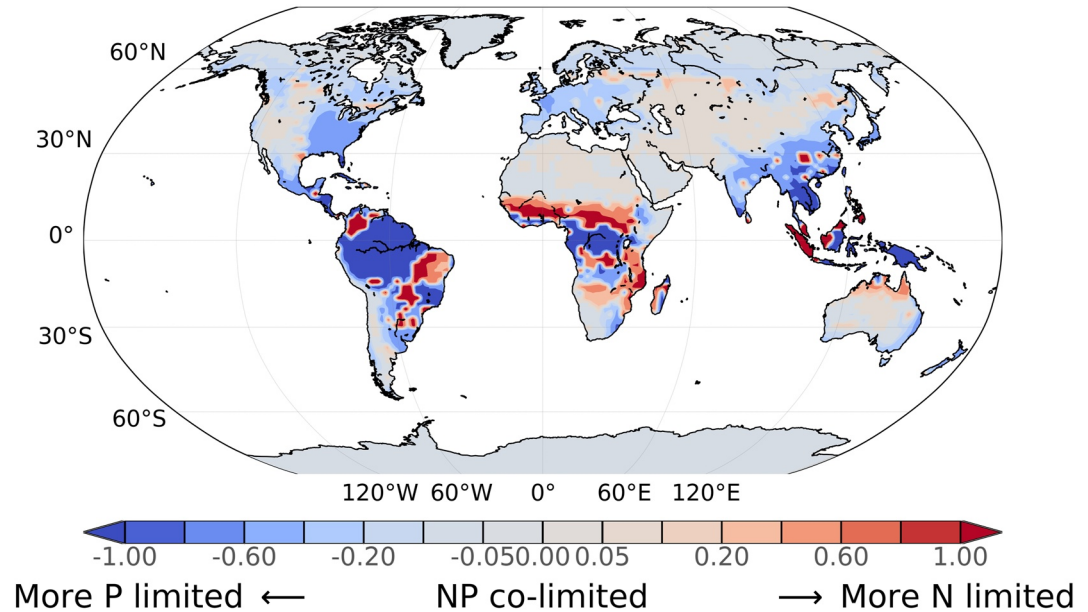 60°N
30°N
0°
30°S
60°S
120°W 60°W 0° 60°E 120°E
-1.00 -0.60 -0.20 -0.05 0.00 0.05 0.20 0.60 1.00
More P limited ← NP co-limited → More N limited